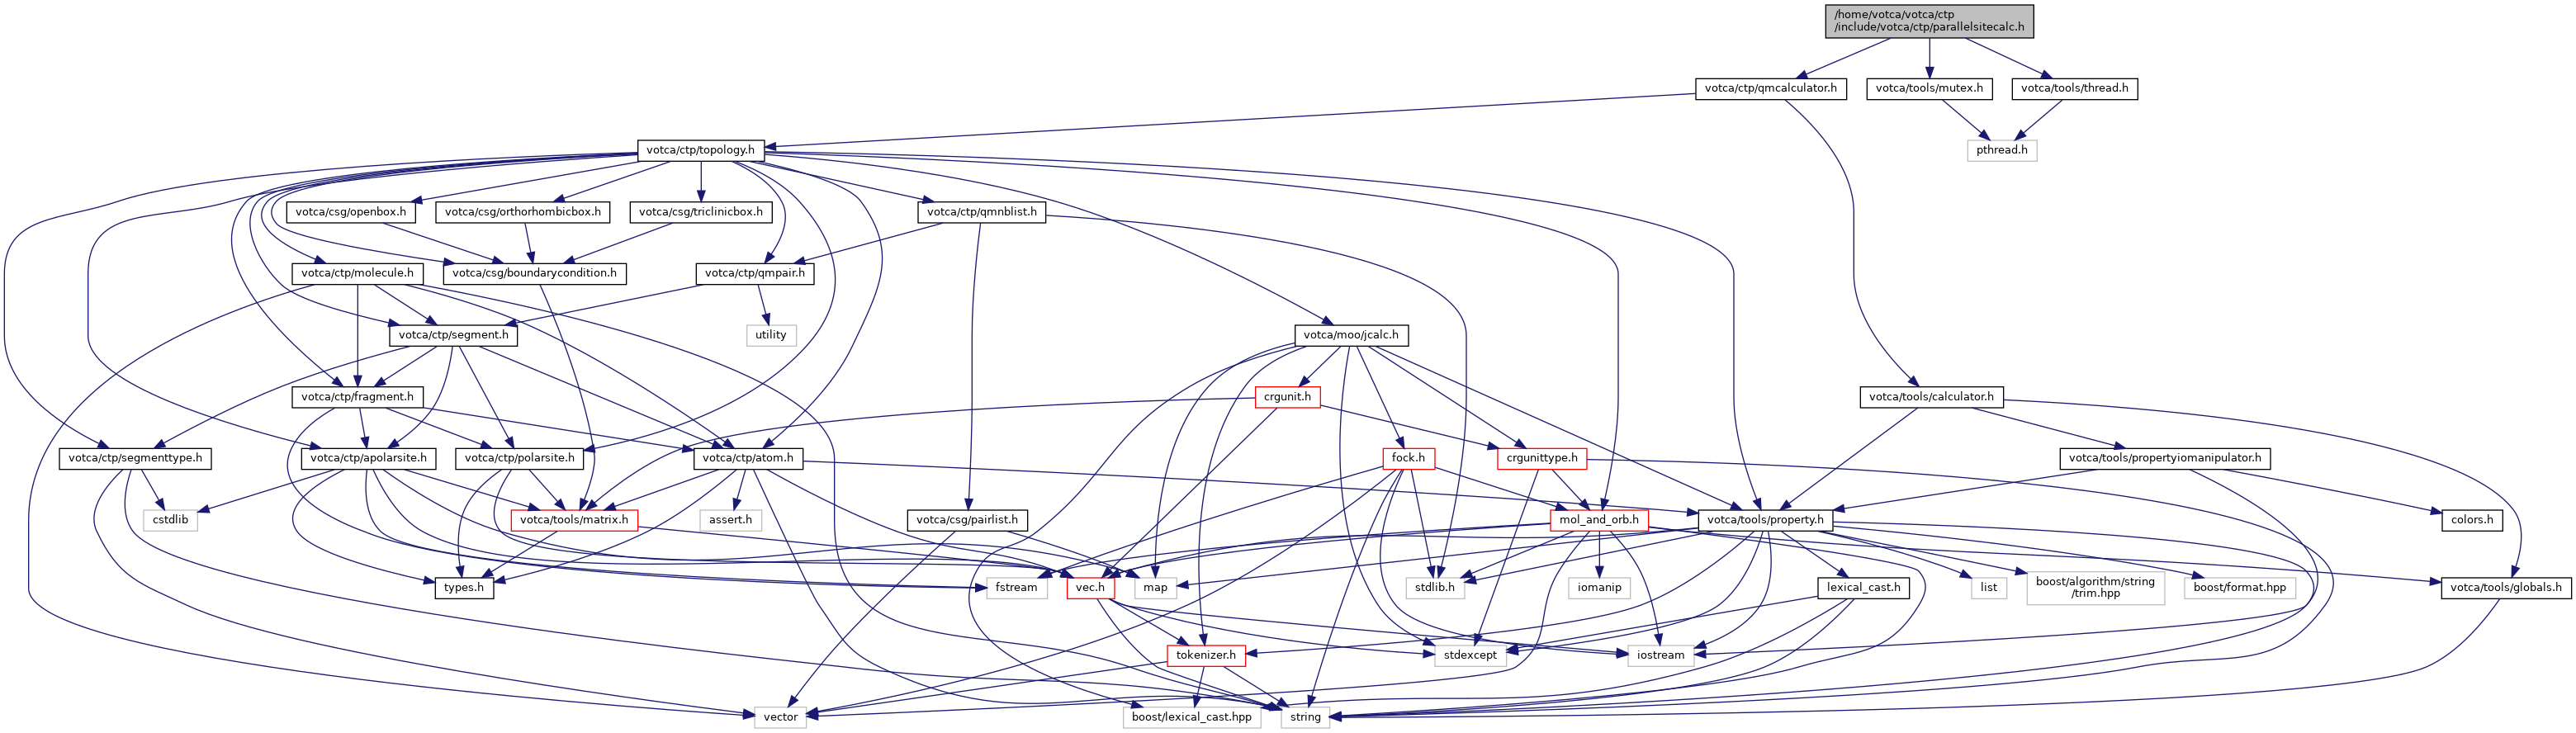 /home/votca/votca/ctp
/include/votca/ctp/parallelsitecalc.h
votca/ctp/qmcalculator.h
votca/tools/mutex.h
votca/tools/thread.h
votca/ctp/topology.h
pthread.h
votca/csg/openbox.h
votca/csg/orthorhombicbox.h
votca/csg/triclinicbox.h
votca/ctp/qmnblist.h
votca/ctp/molecule.h
votca/csg/boundarycondition.h
votca/ctp/qmpair.h
votca/ctp/segment.h
utility
votca/moo/jcalc.h
votca/ctp/fragment.h
crgunit.h
votca/tools/calculator.h
votca/ctp/segmenttype.h
votca/ctp/apolarsite.h
votca/ctp/polarsite.h
votca/ctp/atom.h
fock.h
crgunittype.h
votca/tools/propertyiomanipulator.h
cstdlib
votca/tools/matrix.h
assert.h
votca/csg/pairlist.h
mol_and_orb.h
votca/tools/property.h
colors.h
types.h
fstream
vec.h
map
stdlib.h
iomanip
lexical_cast.h
list
boost/algorithm/string
/trim.hpp
boost/format.hpp
votca/tools/globals.h
tokenizer.h
stdexcept
iostream
vector
boost/lexical_cast.hpp
string